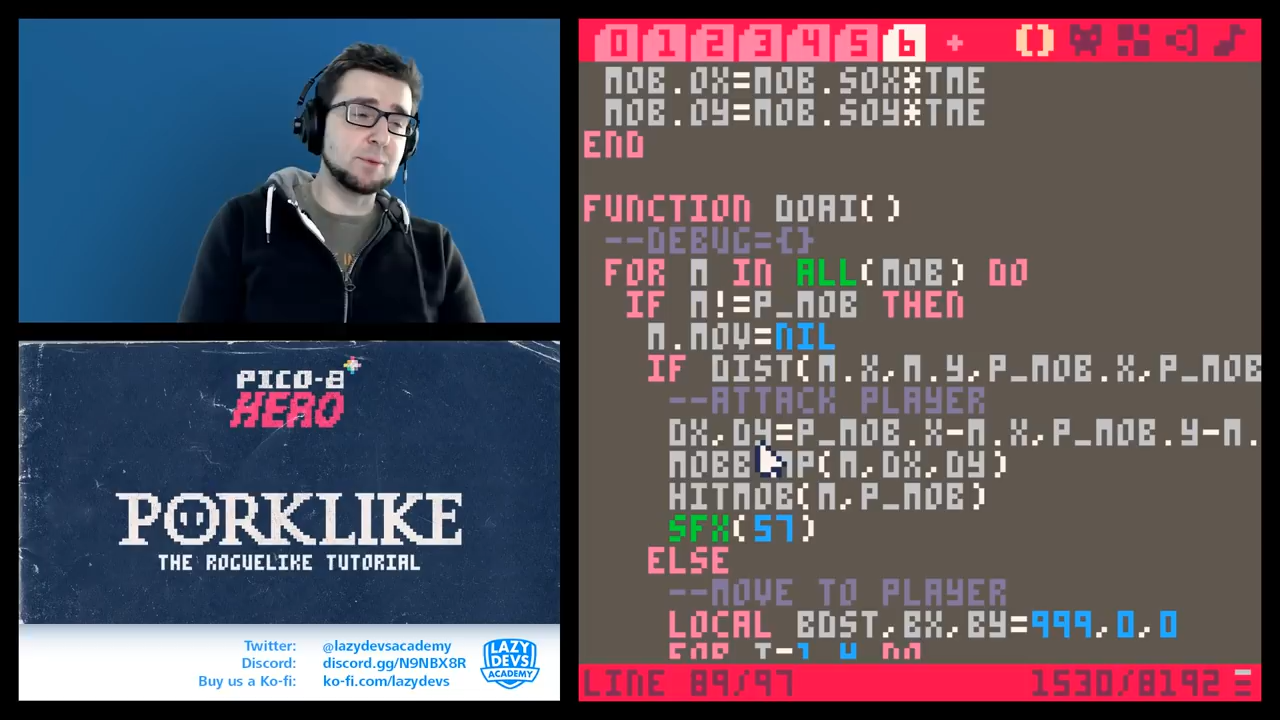 PICO-8
HERO
PORKLIKE
THE ROGUELIKE TUTORIAL
Twitter: @lazydevsacademy
Discord: discord.gg/N9NBX8R
Buy us a Ko-fi: ko-fi.com/lazydevs
LAZY
DEVS
ACADEMY
0 1 2 3 4 5 6 +
MOB.OX=MOB.SOX*TME
MOB.OY=MOB.SOY*TME
END
FUNCTION DOAI()
--DEBUG={}
FOR M IN ALL(MOB) DO
IF M!=P_MOB THEN
M.MOV=NIL
IF DIST(M.X,M.Y,P_MOB.X,P_MOB
--ATTACK PLAYER
DX,DY=P_MOB.X-M.X,P_MOB.Y-M.
(M,DX,DY)
HITMOB(M,P_MOB)
SFX(57)
ELSE
--MOVE TO PLAYER
LOCAL BDST,BX,BY=999,0,0
LINE 89/97
1530/8192